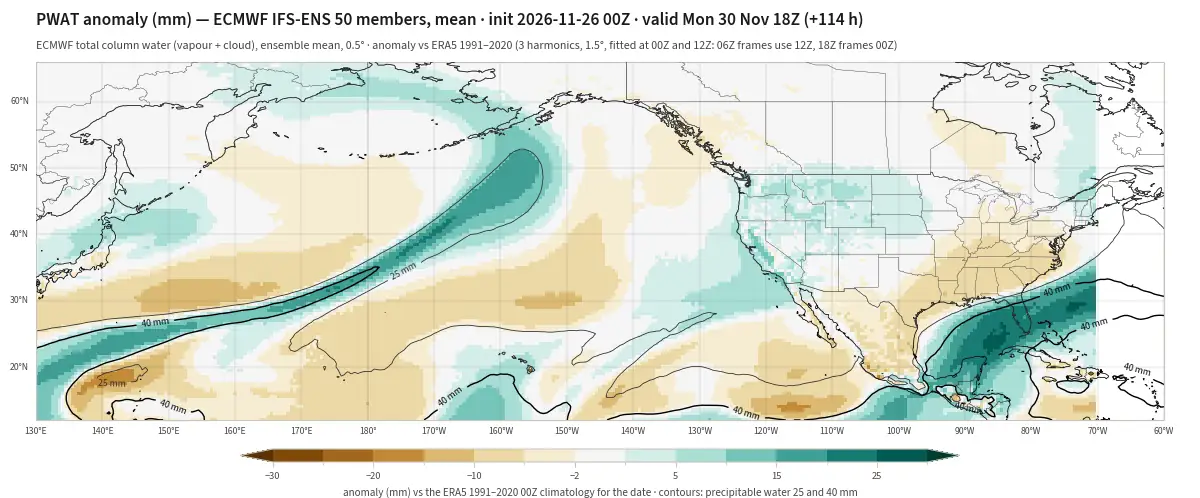 PWAT anomaly (mm) — ECMWF IFS-ENS 50 members, mean · init 2026-11-26 00Z · valid Mon 30 Nov 18Z (+114 h)
ECMWF total column water (vapour + cloud), ensemble mean, 0.5° · anomaly vs ERA5 1991–2020 (3 harmonics, 1.5°, fitted at 00Z and 12Z: 06Z frames use 12Z, 18Z frames 00Z)
60°N
50°N
40°N
30°N
20°N
25 mm
40 mm
40 mm
40 mm
40 mm
25 mm
40 mm
40 mm
40 mm
40 mm
130°E 140°E 150°E 160°E 170°E 180° 170°W 160°W 150°W 140°W 130°W 120°W 110°W 100°W 90°W 80°W 70°W 60°W
−30 −20 −10 −2 5 15 25
anomaly (mm) vs the ERA5 1991–2020 00Z climatology for the date · contours: precipitable water 25 and 40 mm